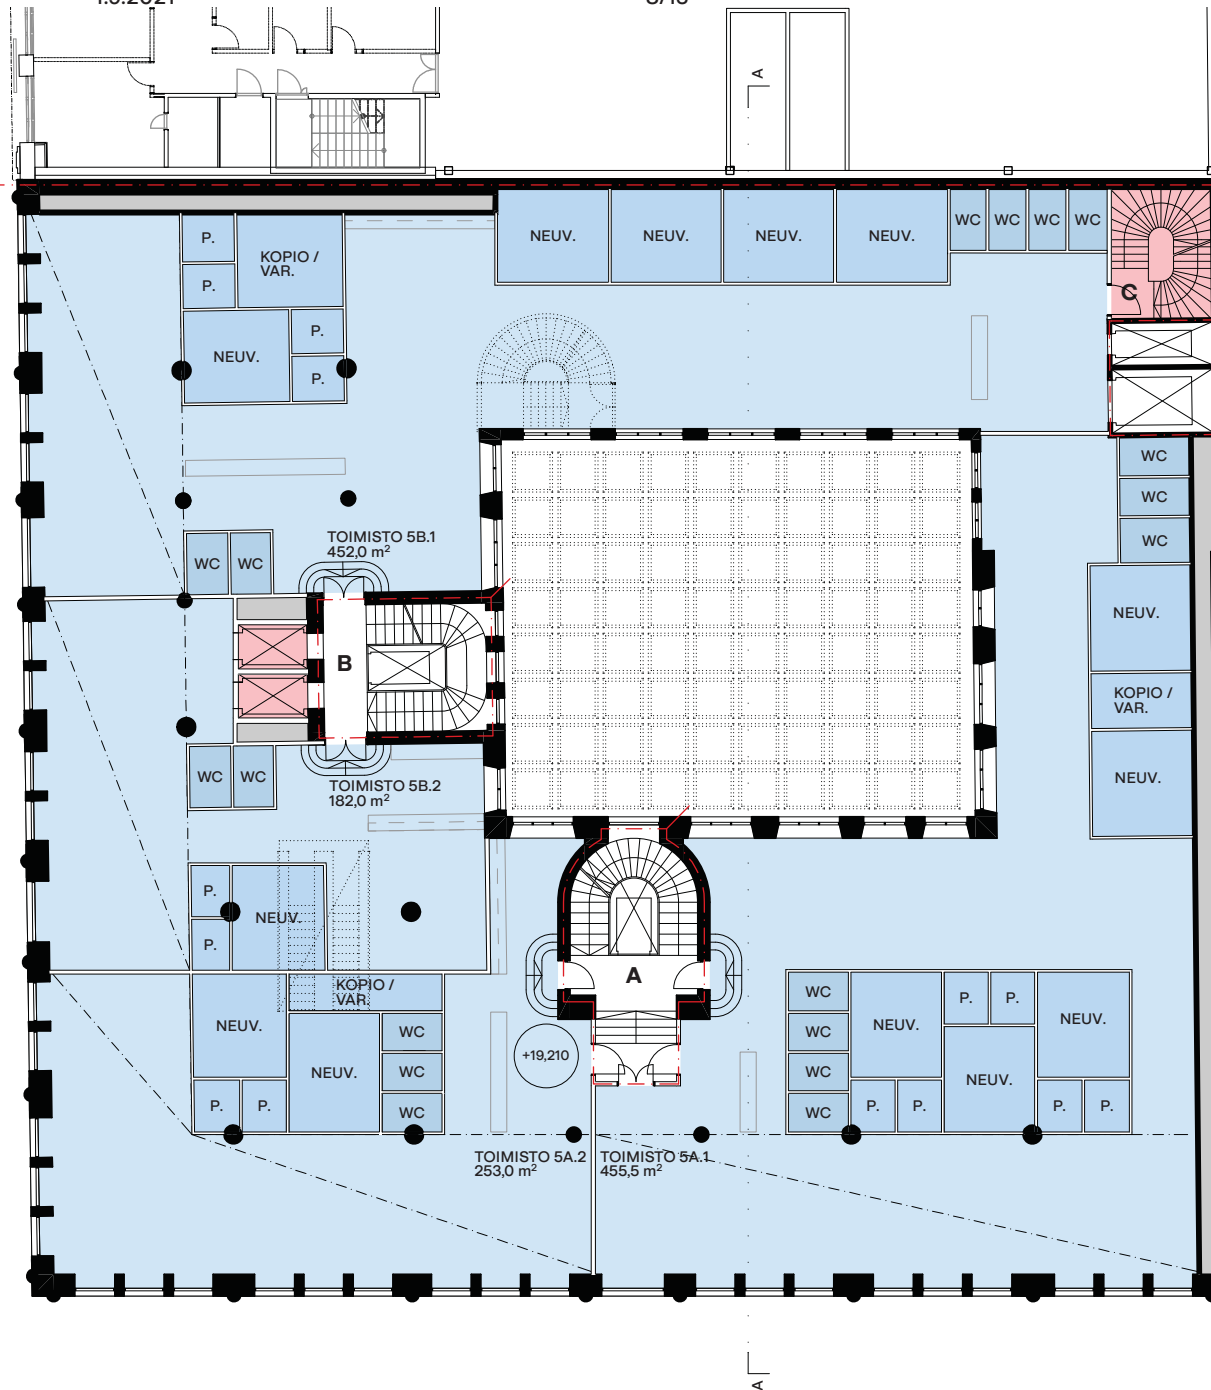 A
P.
KOPIO /
VAR.
P.
NEUV.
P.
P.
NEUV.
NEUV.
NEUV.
NEUV.
WC
WC
WC
WC
C
WC
WC
WC
WC
WC
TOIMISTO 5B.1
452,0 m²
B
NEUV.
KOPIO /
VAR.
NEUV.
WC
WC
TOIMISTO 5B.2
182,0 m²
P.
NEUV.
P.
A
KOPIO /
VAR.
NEUV.
NEUV.
WC
WC
WC
P.
P.
+19,210
WC
WC
WC
WC
NEUV.
P.
P.
NEUV.
NEUV.
P.
P.
P.
P.
TOIMISTO 5A.2
253,0 m²
TOIMISTO 5A.1
455,5 m²
A